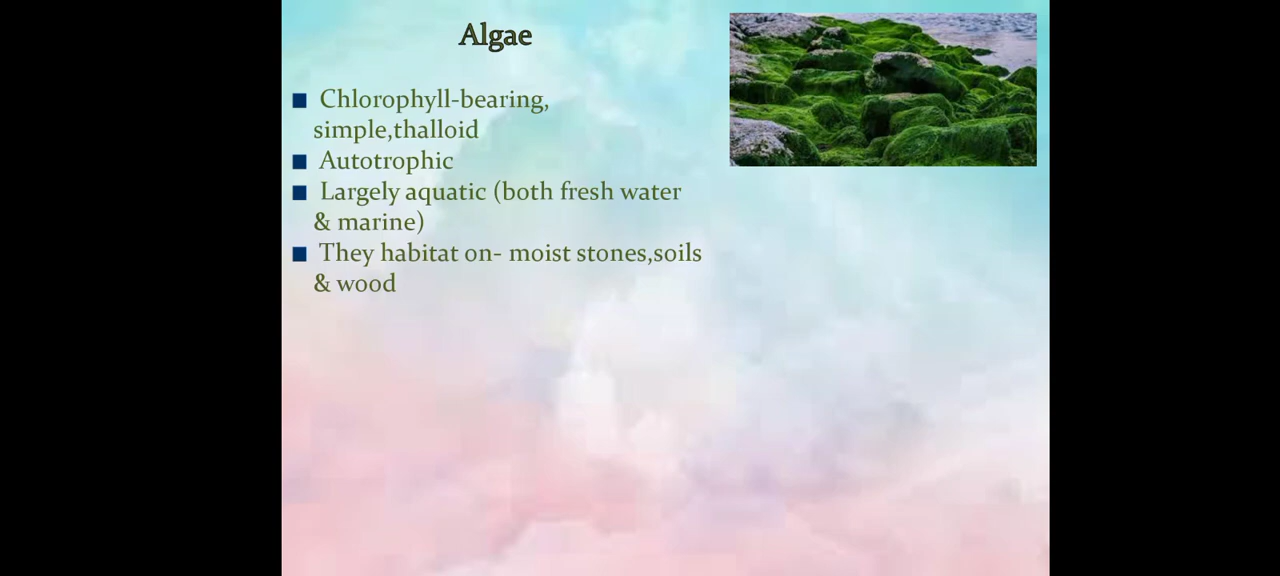 Algae
■ Chlorophyll-bearing,
simple,thalloid
■ Autotrophic
■ Largely aquatic (both fresh water
& marine)
■ They habitat on- moist stones,soils
& wood